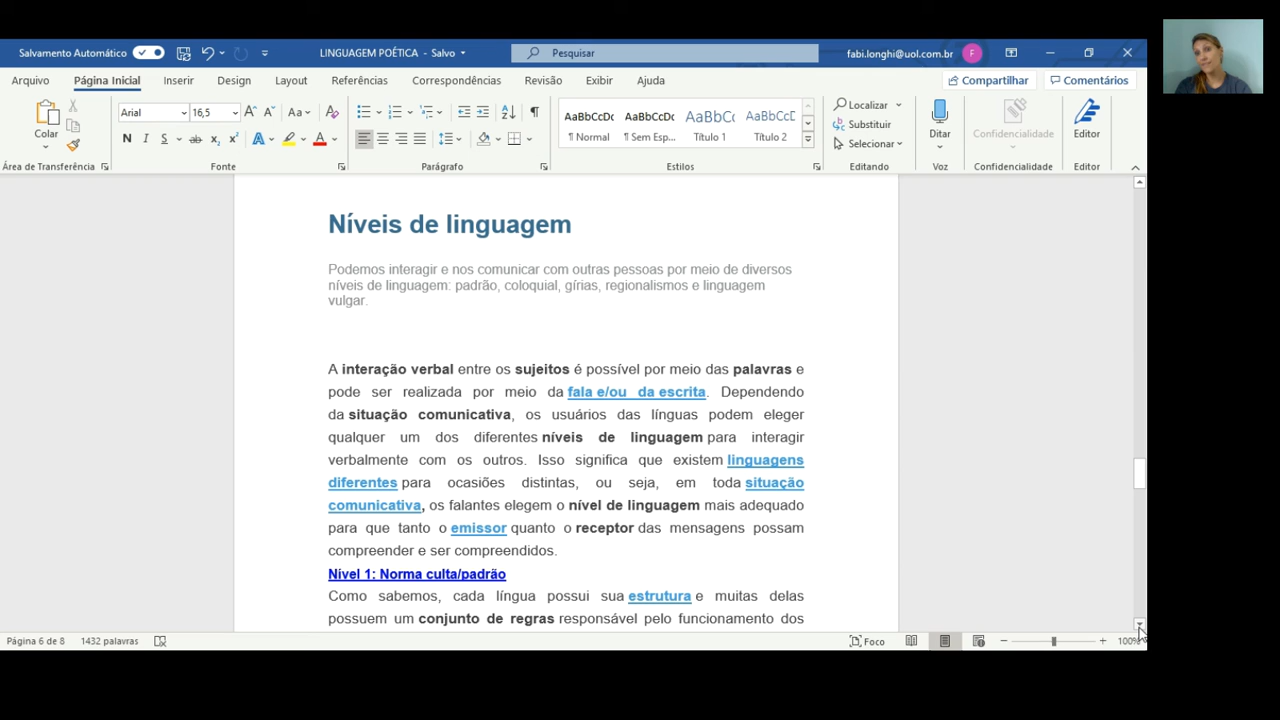 Salvamento Automático LINGUAGEM POÉTICA - Salvo Pesquisar fabi.longhi@uol.com.br F
Arquivo Página Inicial Inserir Design Layout Referências Correspondências Revisão Exibir Ajuda Compartilhar Comentários
Colar Arial 16,5 Aa AaBbCcDc AaBbCcDc AaBbCc AaBbCcD Localizar Ditar Confidencialidade Editor
¶ Normal ¶ Sem Esp... Título 1 Título 2 Substituir
N I S ab x₂ x² A A Selecionar
Área de Transferência Fonte Parágrafo Estilos Editando Voz Confidencialidade Editor
Níveis de linguagem
Podemos interagir e nos comunicar com outras pessoas por meio de diversos
níveis de linguagem: padrão, coloquial, gírias, regionalismos e linguagem
vulgar.
A interação verbal entre os sujeitos é possível por meio das palavras e
pode ser realizada por meio da fala e/ou da escrita. Dependendo
da situação comunicativa, os usuários das línguas podem eleger
qualquer um dos diferentes níveis de linguagem para interagir
verbalmente com os outros. Isso significa que existem linguagens
diferentes para ocasiões distintas, ou seja, em toda situação
comunicativa, os falantes elegem o nível de linguagem mais adequado
para que tanto o emissor quanto o receptor das mensagens possam
compreender e ser compreendidos.
Nível 1: Norma culta/padrão
Como sabemos, cada língua possui sua estrutura e muitas delas
possuem um conjunto de regras responsável pelo funcionamento dos
Página 6 de 8 1432 palavras Foco 100%